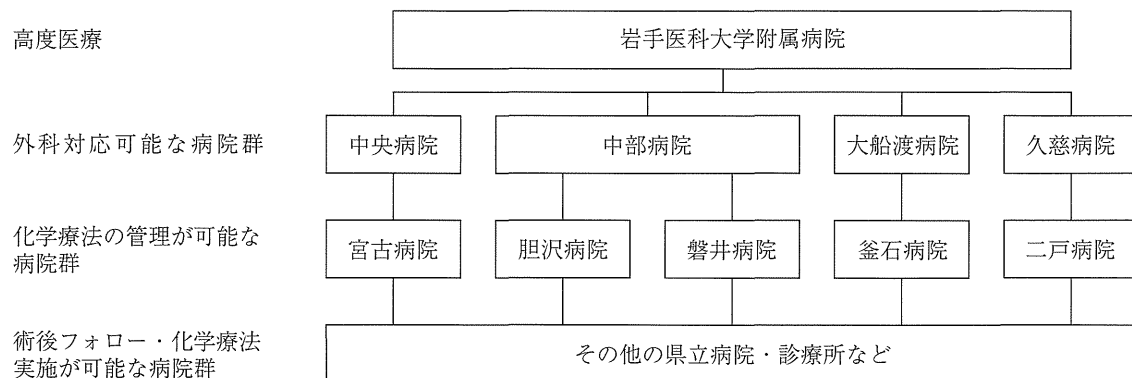 高度医療
岩手医科大学附属病院
外科対応可能な病院群
中央病院
中部病院
大船渡病院
久慈病院
化学療法の管理が可能な
病院群
宮古病院
胆沢病院
磐井病院
釜石病院
二戸病院
術後フォロー・化学療法
実施が可能な病院群
その他の県立病院・診療所など